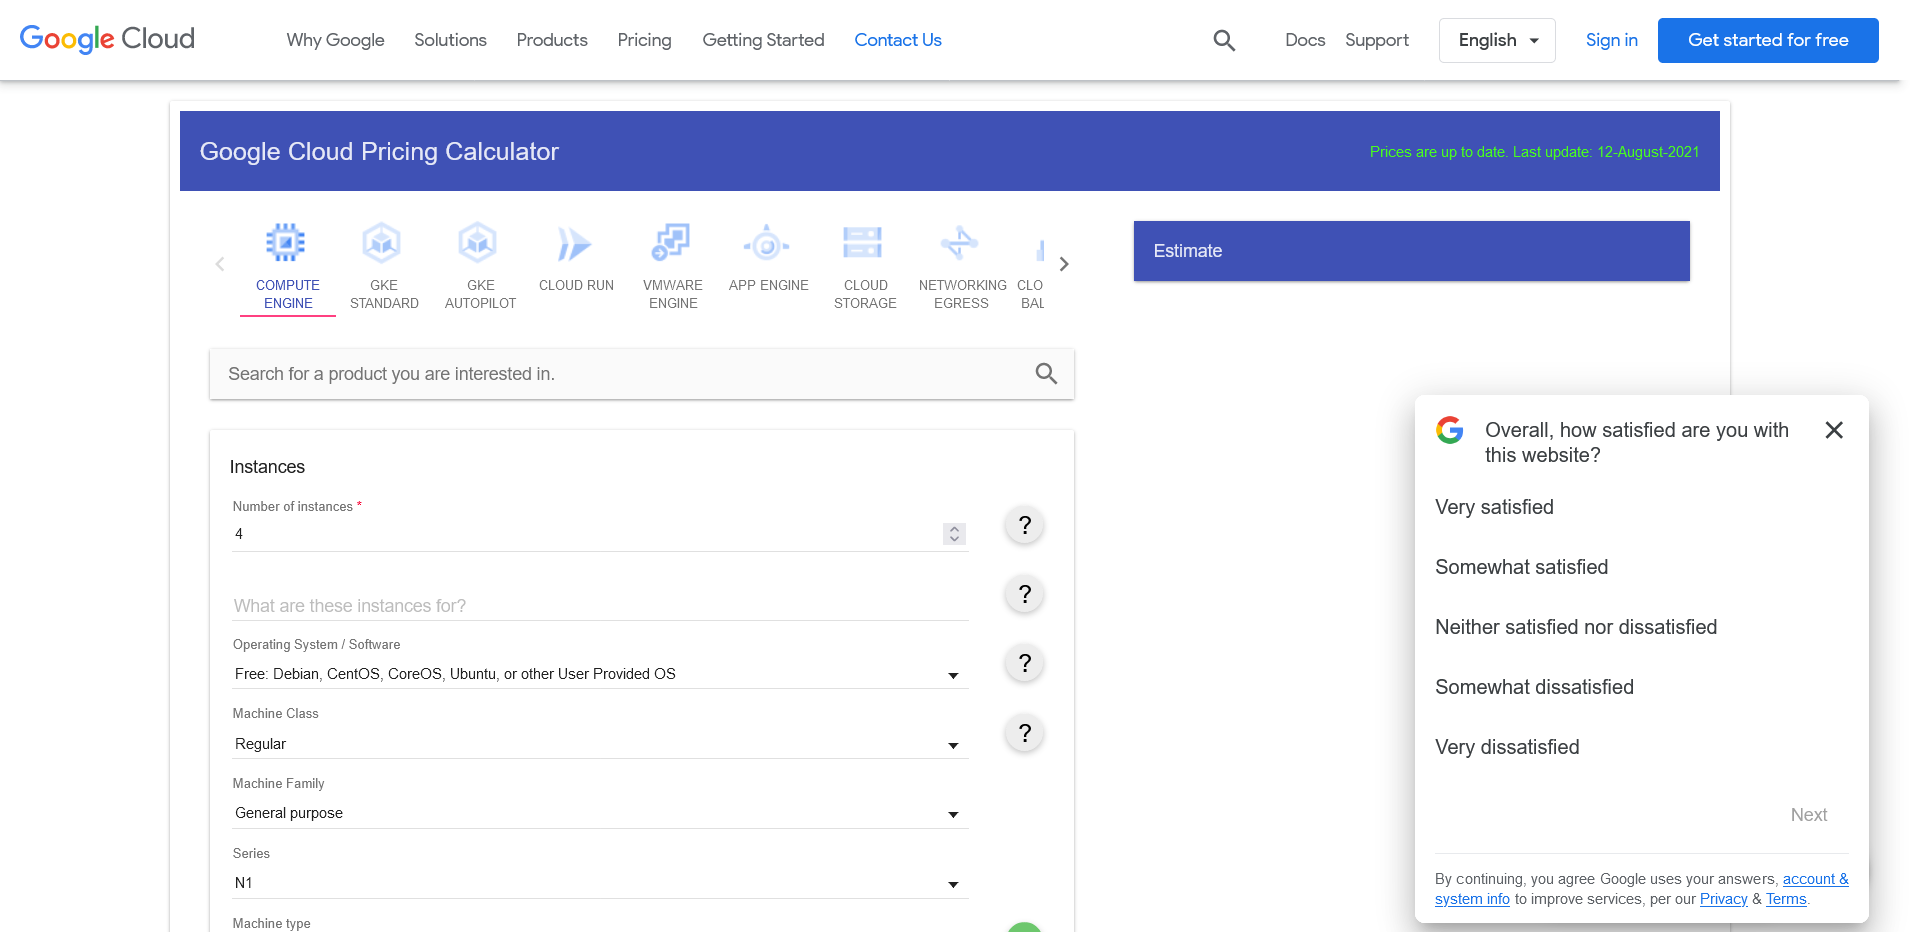 Google Cloud
Why Google
Solutions
Products
Pricing
Getting Started
Contact Us
Docs
Support
English
Sign in
Get started for free
Google Cloud Pricing Calculator
Prices are up to date. Last update: 12-August-2021
COMPUTE
ENGINE
GKE
STANDARD
GKE
AUTOPILOT
CLOUD RUN
VMWARE
ENGINE
APP ENGINE
CLOUD
STORAGE
NETWORKING
EGRESS
CLO
BAL
Estimate
Search for a product you are interested in.
Instances
Number of instances *
4
?
What are these instances for?
?
Operating System / Software
Free: Debian, CentOS, CoreOS, Ubuntu, or other User Provided OS
?
Machine Class
Regular
?
Machine Family
General purpose
Series
N1
Machine type
Overall, how satisfied are you with
this website?
Very satisfied
Somewhat satisfied
Neither satisfied nor dissatisfied
Somewhat dissatisfied
Very dissatisfied
Next
By continuing, you agree Google uses your answers, account &
system info to improve services, per our Privacy & Terms.